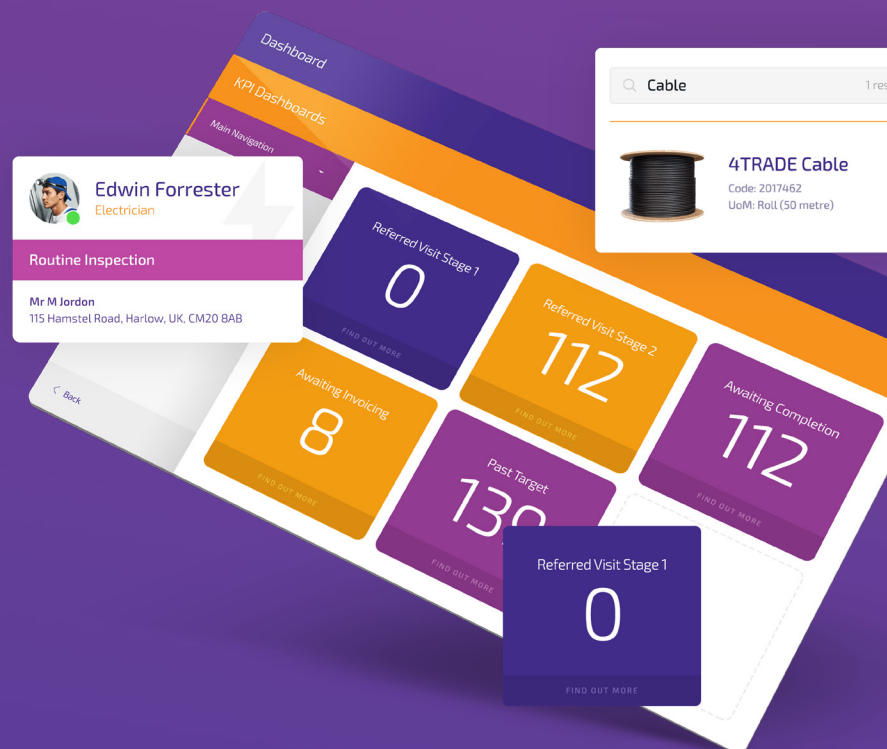 Dashboard
KPI Dashboards
Main Navigation
Cable
4TRADE Cable
Code: 2017462
UoM: Roll (50 metre)
Edwin Forrester
Electrician
Routine Inspection
Mr M Jordon
115 Hamstel Road, Harlow, UK, CM20 8AB
Back
Referred Visit Stage 1
0
FIND OUT MORE
Referred Visit Stage 2
112
FIND OUT MORE
Awaiting Completion
112
FIND OUT MORE
Awaiting Invoicing
8
FIND OUT MORE
Past Target
FIND OUT MORE
Referred Visit Stage 1
0
FIND OUT MORE